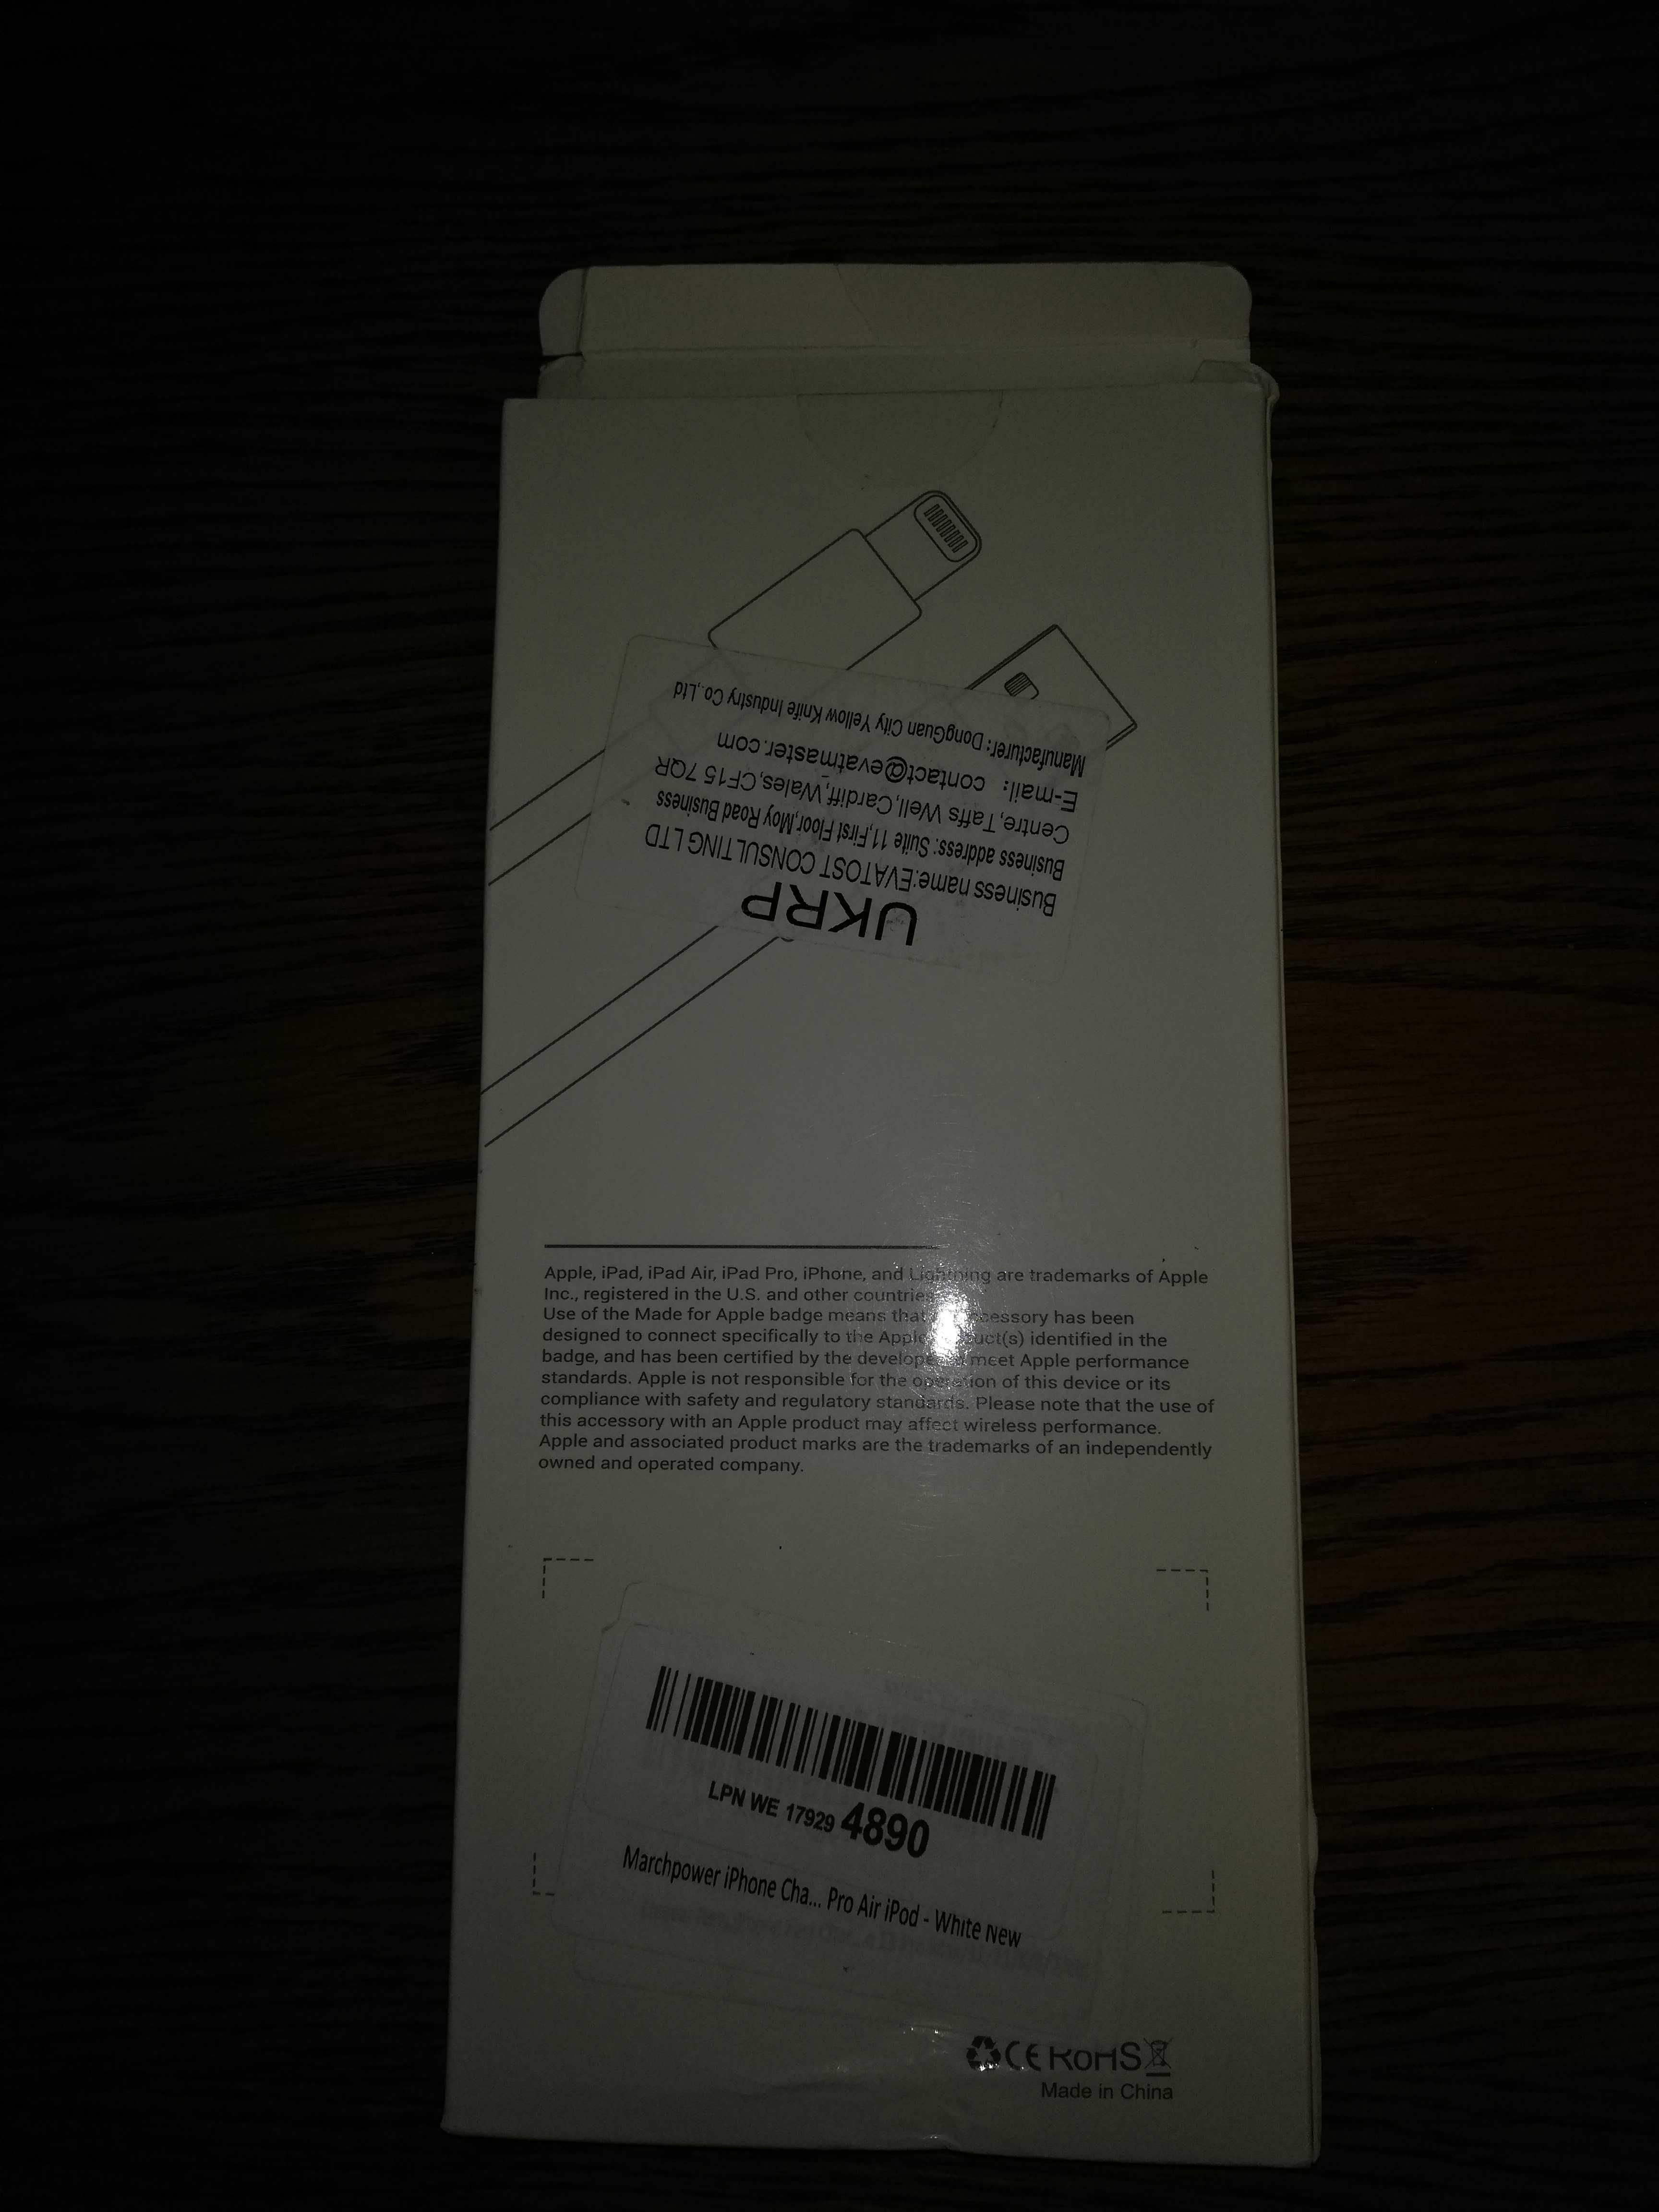 UKRP
Business name:EVATOST CONSULTING LTD
Business address: Suite 11,First Floor,Moy Road Business
Centre,Taffs Well,Cardiff,Wales,CF15 7QR
E-mail: contact@evatmaster.com
Manufacturer: DongGuan City Yellow Knife Industry Co.,Ltd
Apple, iPad, iPad Air, iPad Pro, iPhone, and Lightning are trademarks of Apple
Inc., registered in the U.S. and other countries
Use of the Made for Apple badge means that accessory has been
designed to connect specifically to the Apple product(s) identified in the
badge, and has been certified by the developer meet Apple performance
standards. Apple is not responsible for the operation of this device or its
compliance with safety and regulatory standards. Please note that the use of
this accessory with an Apple product may affect wireless performance.
Apple and associated product marks are the trademarks of an independently
owned and operated company.
LPN WE 17929 4890
Marchpower iPhone Cha... Pro Air iPod - White New
CE RoHS
Made in China